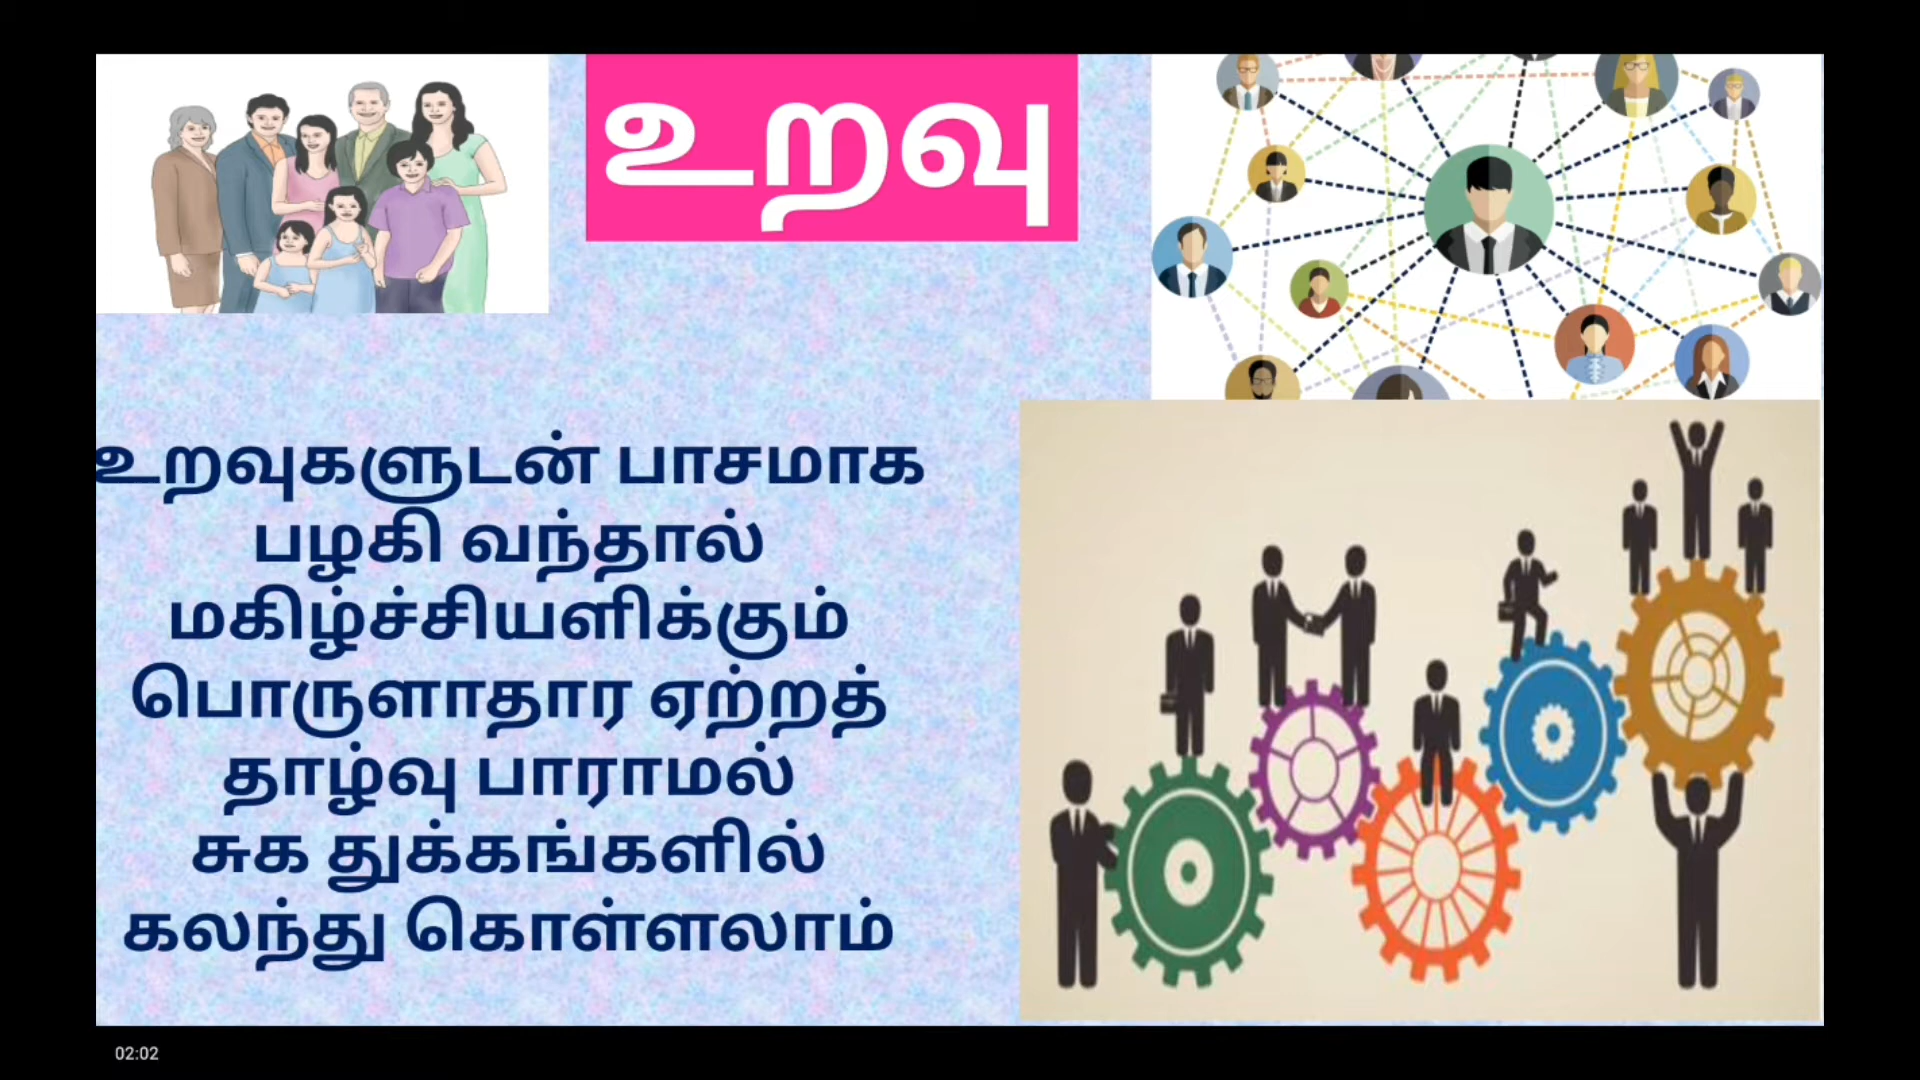 உறவு
உறவுகளுடன் பாசமாக
பழகி வந்தால்
மகிழ்ச்சியளிக்கும்
பொருளாதார ஏற்றத்
தாழ்வு பாராமல்
சுக துக்கங்களில்
கலந்து கொள்ளலாம்
02:02